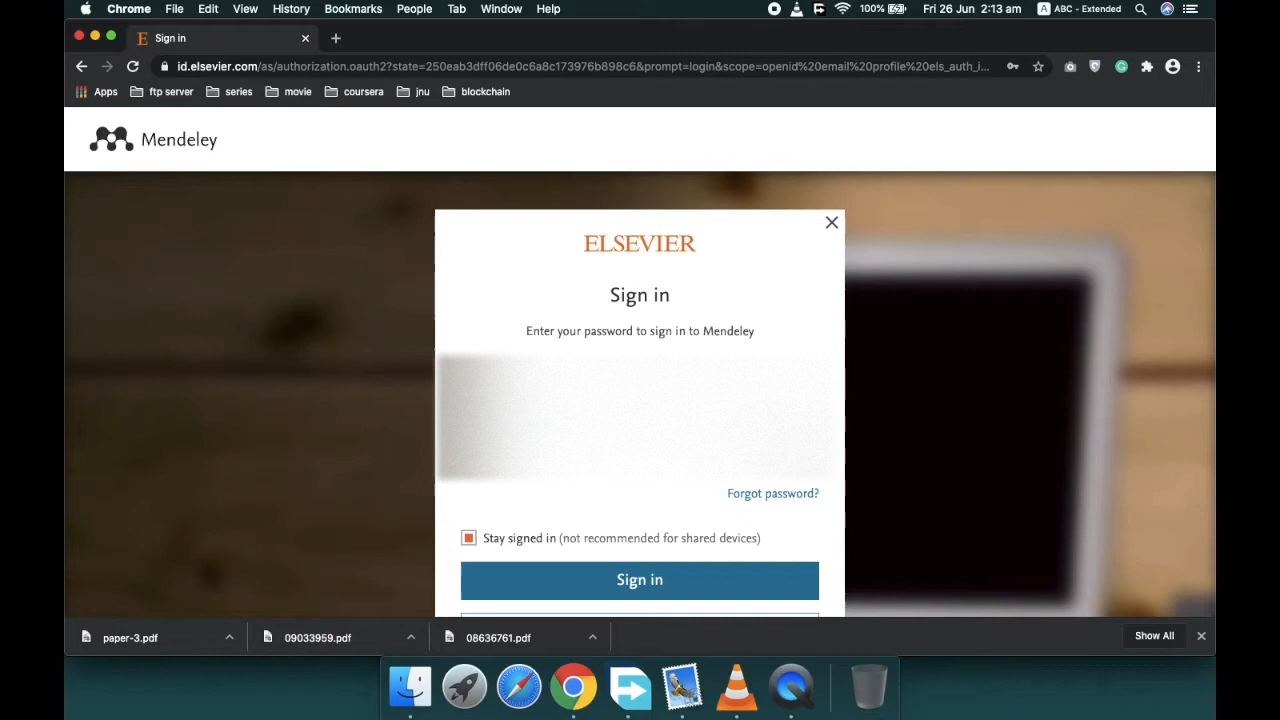 Chrome File Edit View History Bookmarks People Tab Window Help 100% Fri 26 Jun 2:13 am A ABC - Extended
Sign in
id.elsevier.com/as/authorization.oauth2?state=250eab3dff06de0c6a8c173976b898c6&prompt=login&scope=openid%20email%20profile%20els_auth_i...
Apps ftp server series movie coursera jnu blockchain
Mendeley
ELSEVIER
Sign in
Enter your password to sign in to Mendeley
Forgot password?
Stay signed in (not recommended for shared devices)
Sign in
paper-3.pdf 09033959.pdf 08636761.pdf Show All